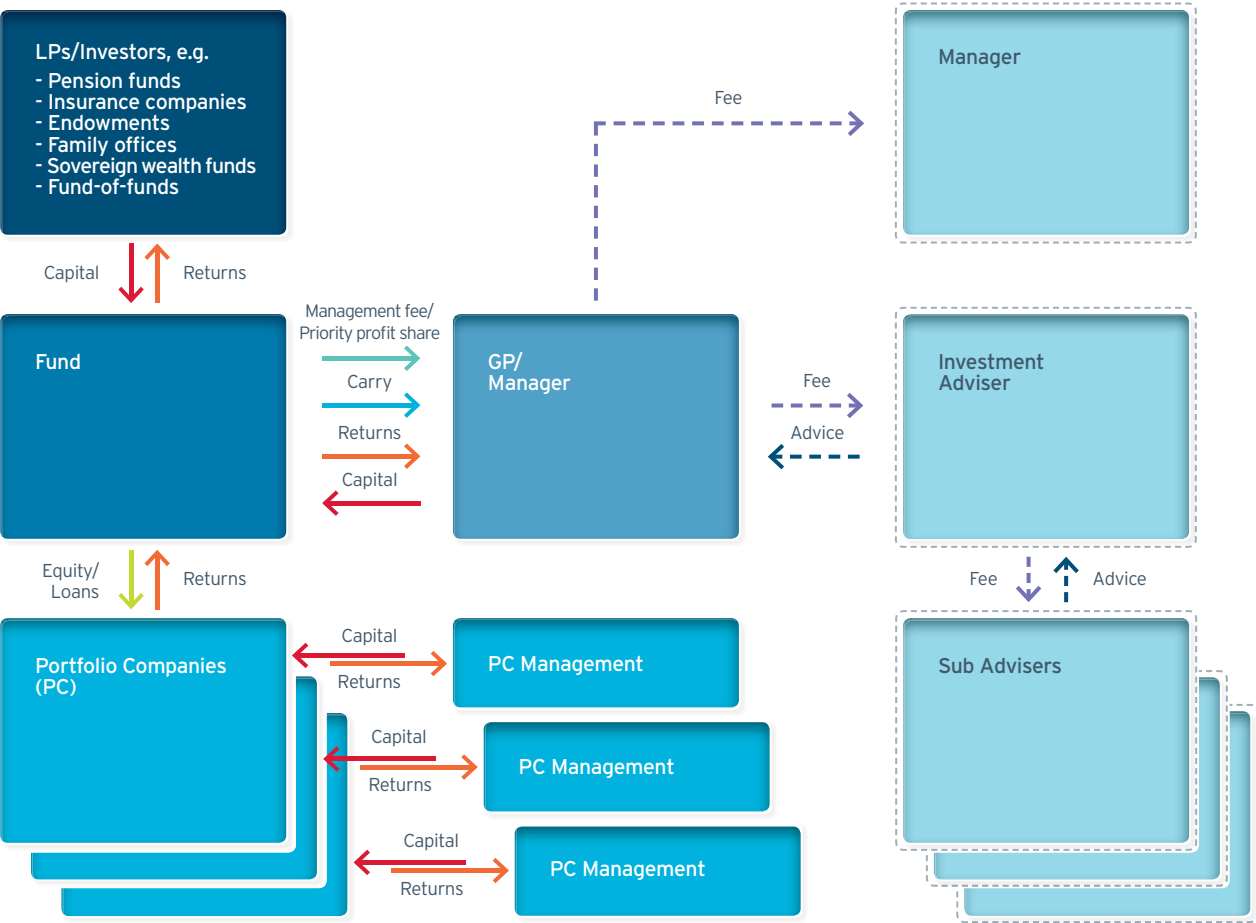 LPs/Investors, e.g.
- Pension funds
- Insurance companies
- Endowments
- Family offices
- Sovereign wealth funds
- Fund-of-funds
Manager
Fee
Capital
Returns
Fund
Management fee/
Priority profit share
Carry
Returns
Capital
GP/
Manager
Fee
Advice
Investment
Adviser
Equity/
Loans
Returns
Fee
Advice
Portfolio Companies
(PC)
Capital
Returns
PC Management
Capital
Returns
PC Management
Capital
Returns
PC Management
Sub Advisers